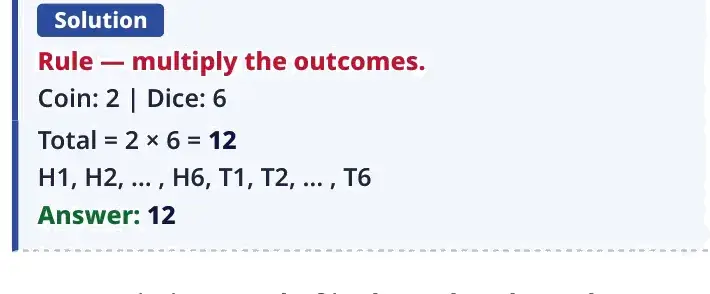 Solution
Rule — multiply the outcomes.
Coin: 2 | Dice: 6
Total = 2 × 6 = 12
H1, H2, ... , H6, T1, T2, ... , T6
Answer: 12